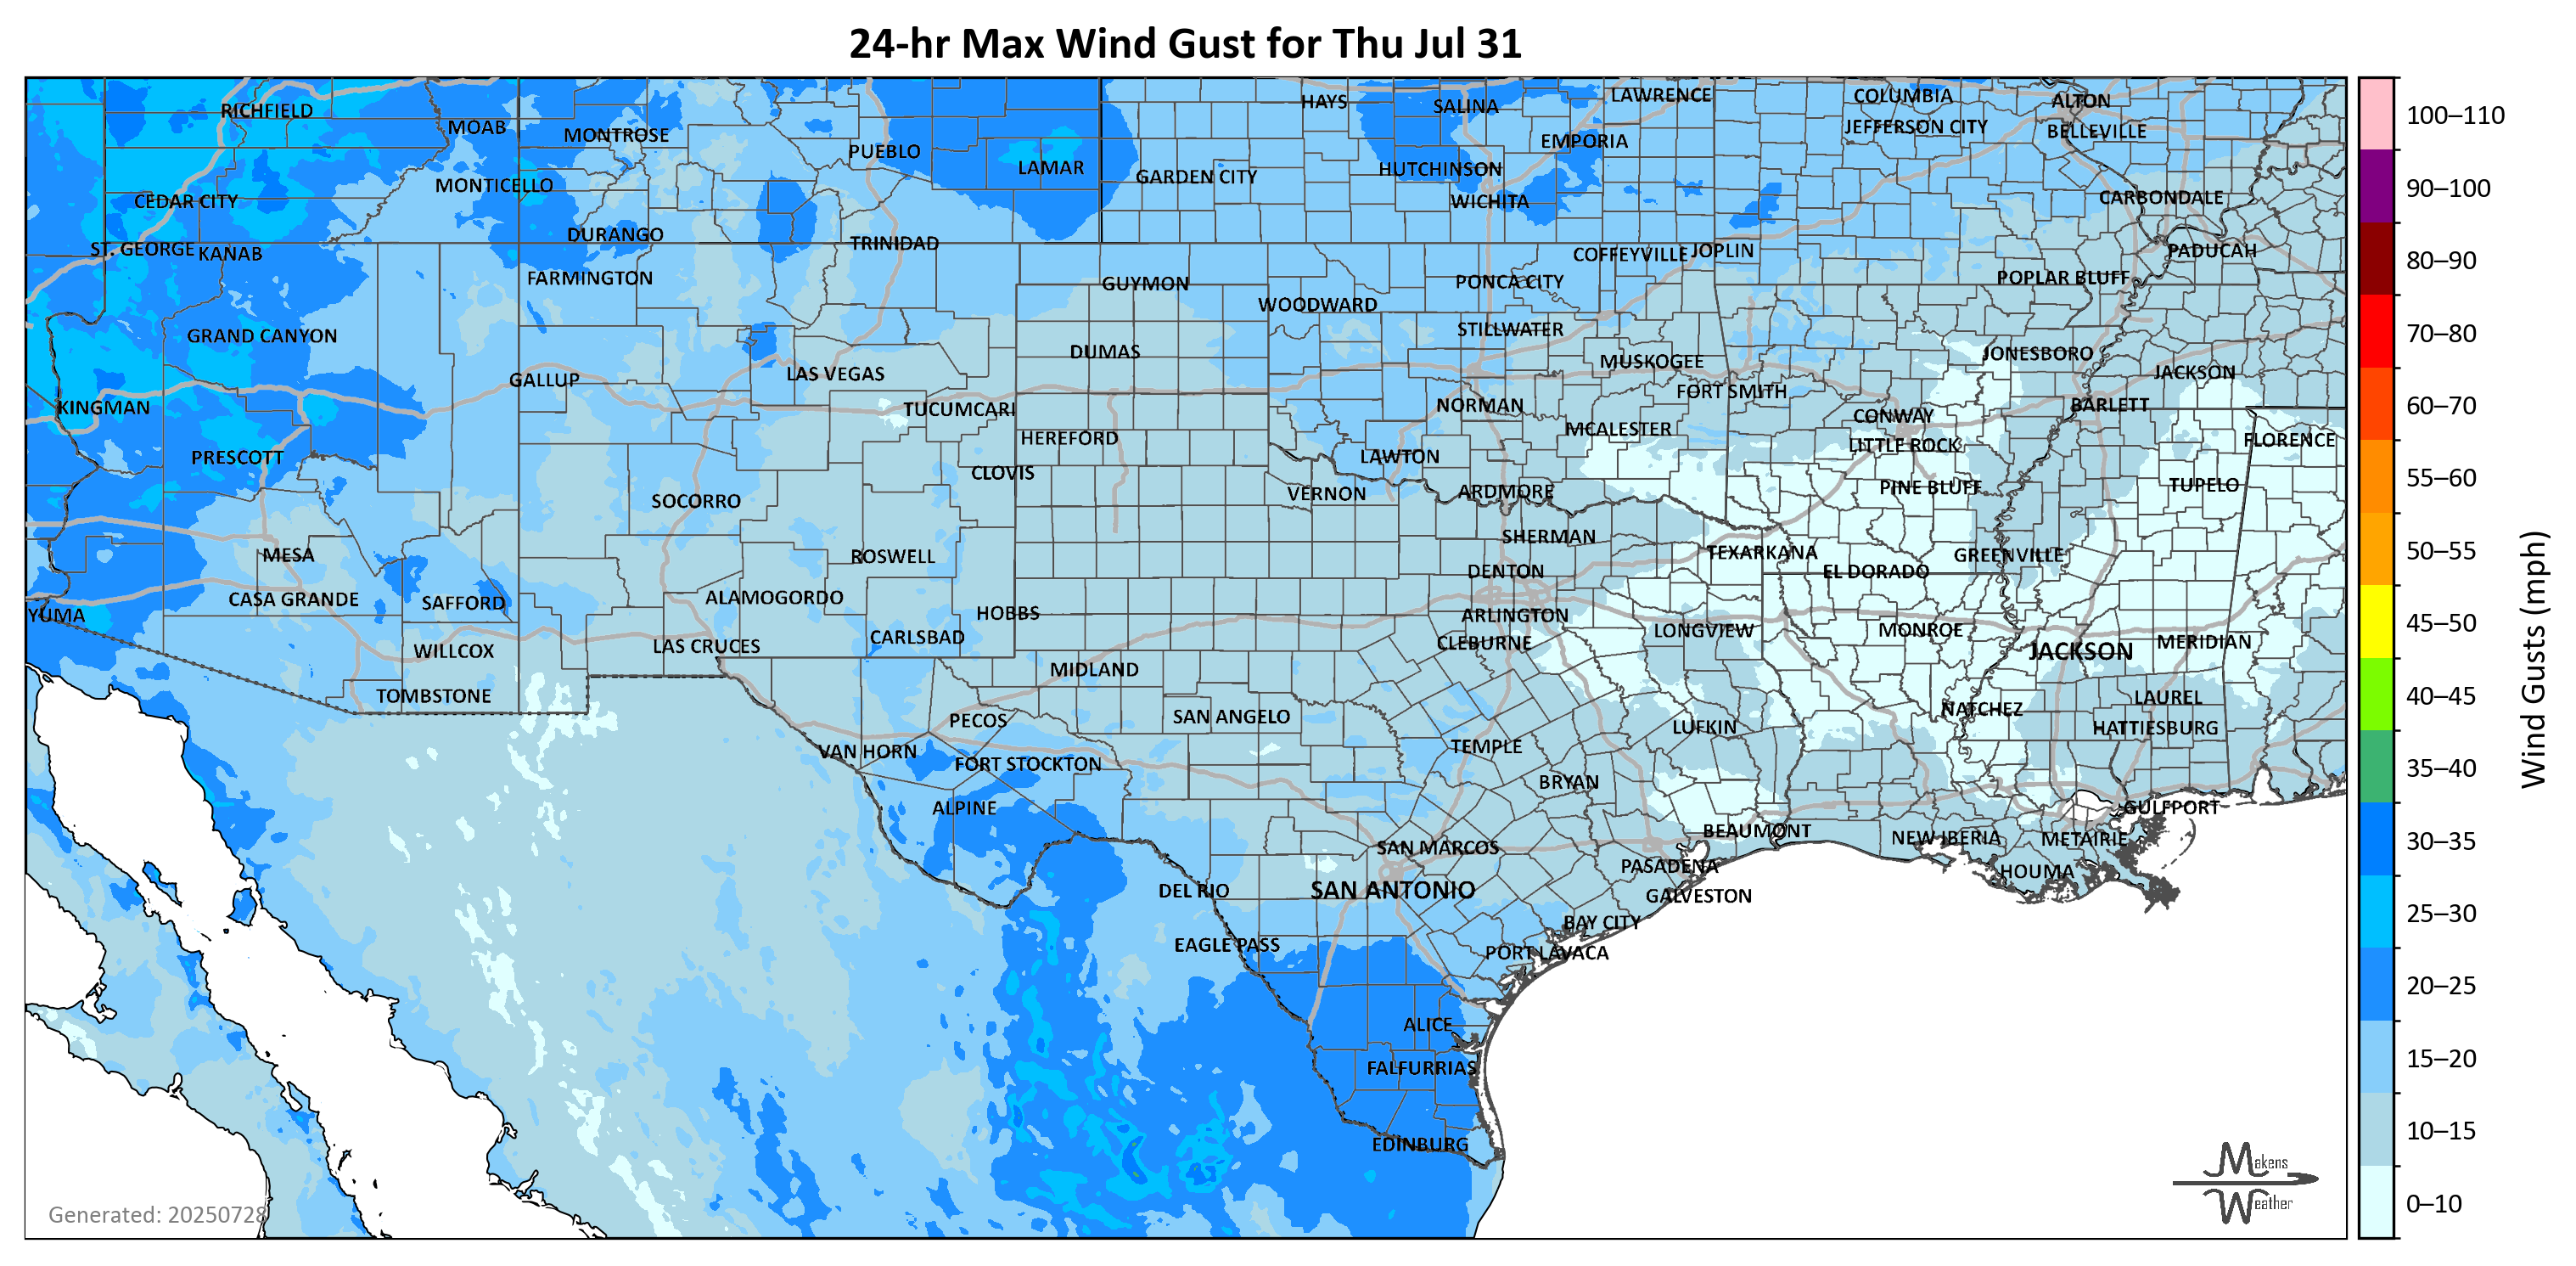 24-hr Max Wind Gust for Thu Jul 31
RICHFIELD
MOAB
MONTROSE
PUEBLO
LAMAR
HAYS
SALINA
LAWRENCE
COLUMBIA
ALTON
EMPORIA
JEFFERSON CITY
BELLEVILLE
GARDEN CITY
HUTCHINSON
MONTICELLO
CEDAR CITY
WICHITA
CARBONDALE
ST. GEORGE
KANAB
DURANGO
TRINIDAD
COFFEYVILLE
JOPLIN
PADUCAH
FARMINGTON
GUYMON
PONCA CITY
POPLAR BLUFF
WOODWARD
GRAND CANYON
STILLWATER
DUMAS
MUSKOGEE
JONESBORO
GALLUP
LAS VEGAS
FORT SMITH
JACKSON
KINGMAN
TUCUMCARI
NORMAN
CONWAY
BARLETT
HEREFORD
MCALESTER
LITTLE ROCK
FLORENCE
PRESCOTT
CLOVIS
LAWTON
SOCORRO
VERNON
ARDMORE
PINE BLUFF
TUPELO
MESA
ROSWELL
SHERMAN
TEXARKANA
GREENVILLE
DENTON
EL DORADO
YUMA
CASA GRANDE
SAFFORD
ALAMOGORDO
HOBBS
ARLINGTON
WILLCOX
LAS CRUCES
CARLSBAD
CLEBURNE
LONGVIEW
MONROE
JACKSON
MERIDIAN
TOMBSTONE
MIDLAND
LAUREL
PECOS
SAN ANGELO
NATCHEZ
VAN HORN
FORT STOCKTON
TEMPLE
LUFKIN
HATTIESBURG
ALPINE
BRYAN
GULFPORT
SAN MARCOS
BEAUMONT
NEW IBERIA
METAIRIE
DEL RIO
SAN ANTONIO
PASADENA
HOUMA
GALVESTON
EAGLE PASS
BAY CITY
PORT LAVACA
ALICE
FALFURRIAS
EDINBURG
Generated: 20250728
Makens
Weather
100–110
90–100
80–90
70–80
60–70
55–60
50–55
45–50
40–45
35–40
30–35
25–30
20–25
15–20
10–15
0–10
Wind Gusts (mph)